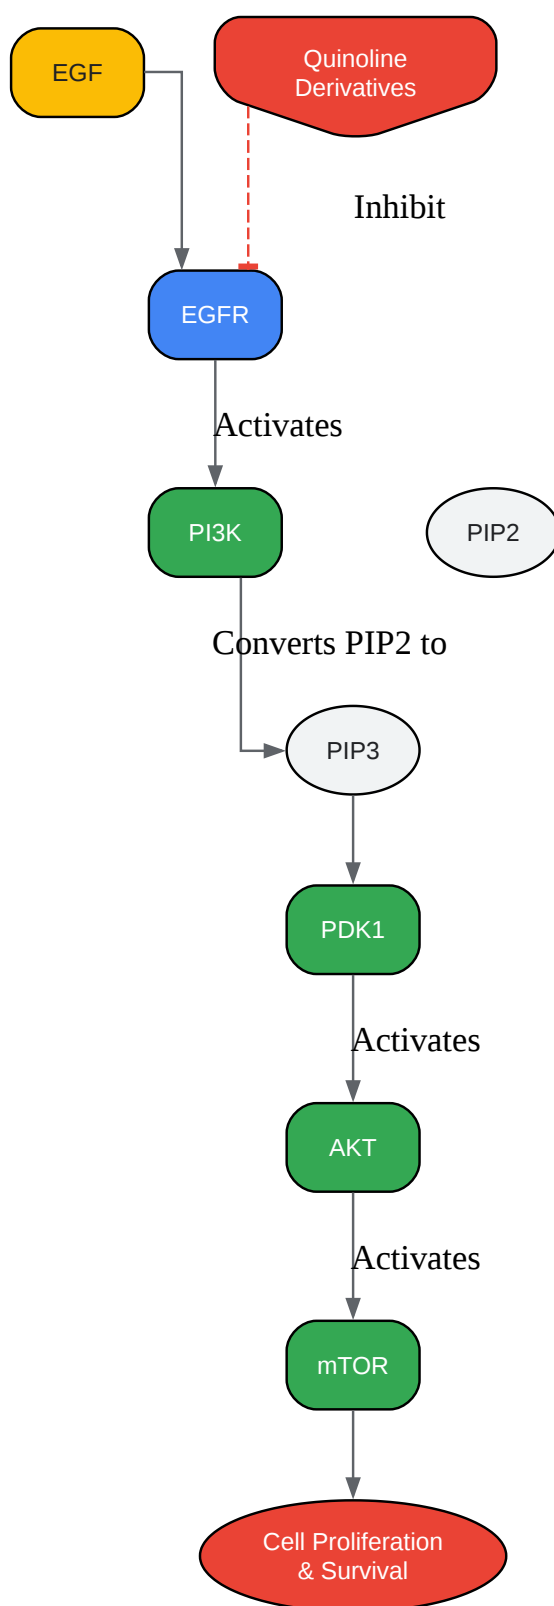 EGF
Quinoline
Derivatives
Inhibit
EGFR
Activates
PI3K
PIP2
Converts PIP2 to
PIP3
PDK1
Activates
AKT
Activates
mTOR
Cell Proliferation
& Survival